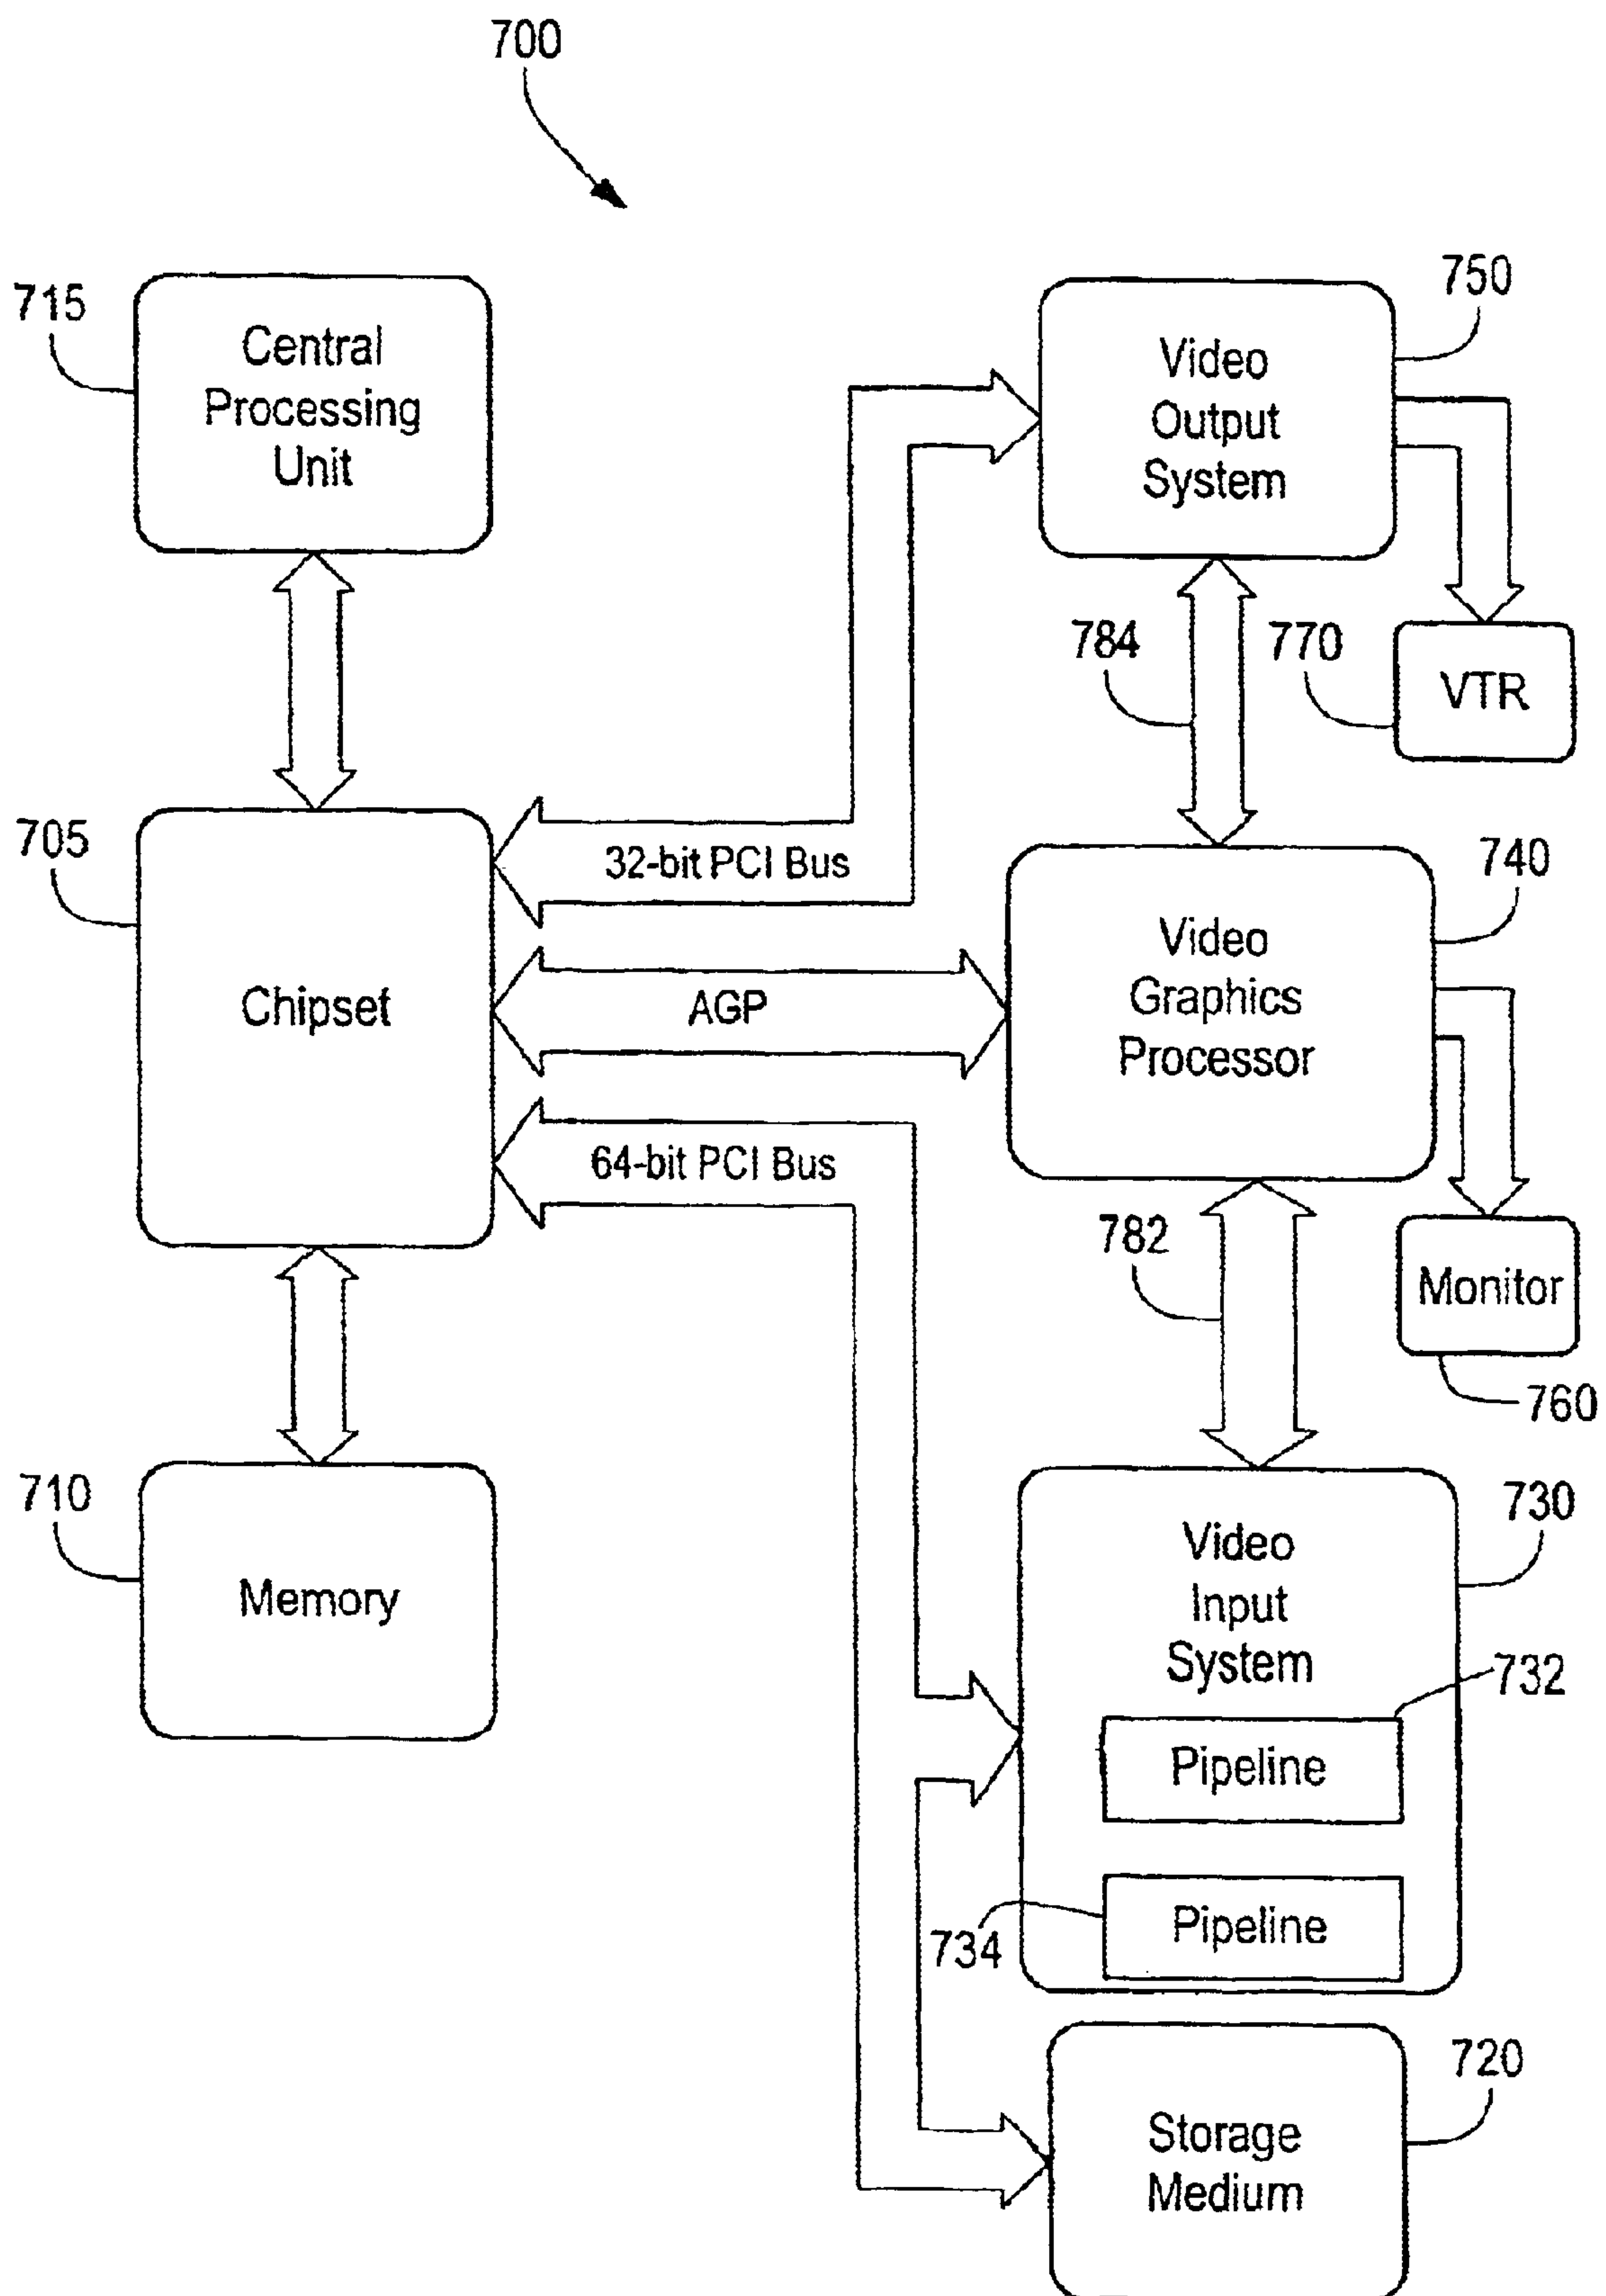 700
715
Central
Processing
Unit
750
Video
Output
System
784
770
VTR
705
Chipset
32-bit PCI Bus
AGP
64-bit PCI Bus
740
Video
Graphics
Processor
782
Monitor
760
710
Memory
730
Video
Input
System
732
Pipeline
734
Pipeline
720
Storage
Medium